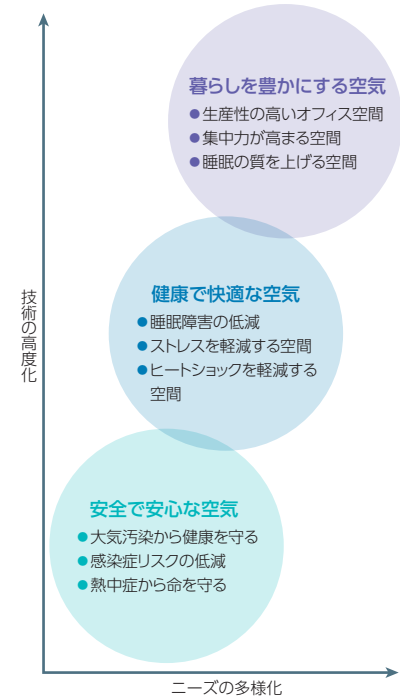 暮らしを豊かにする空気
●生産性の高いオフィス空間
●集中力が高まる空間
●睡眠の質を上げる空間
健康で快適な空気
●睡眠障害の低減
●ストレスを軽減する空間
●ヒートショックを軽減する
空間
技術の高度化
安全で安心な空気
●大気汚染から健康を守る
●感染症リスクの低減
●熱中症から命を守る
ニーズの多様化